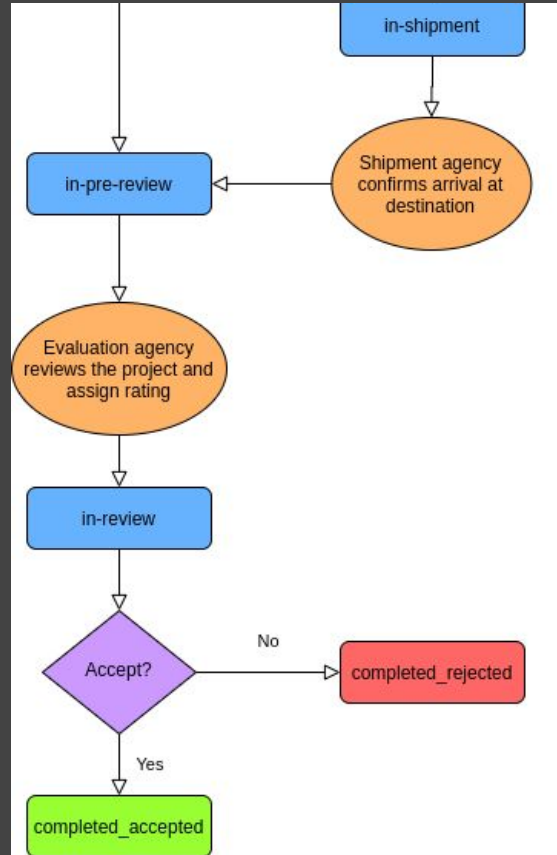 in-shipment
Shipment agency
confirms arrival at
destination
in-pre-review
Evaluation agency
reviews the project and
assign rating
in-review
Accept?
No
completed_rejected
Yes
completed_accepted